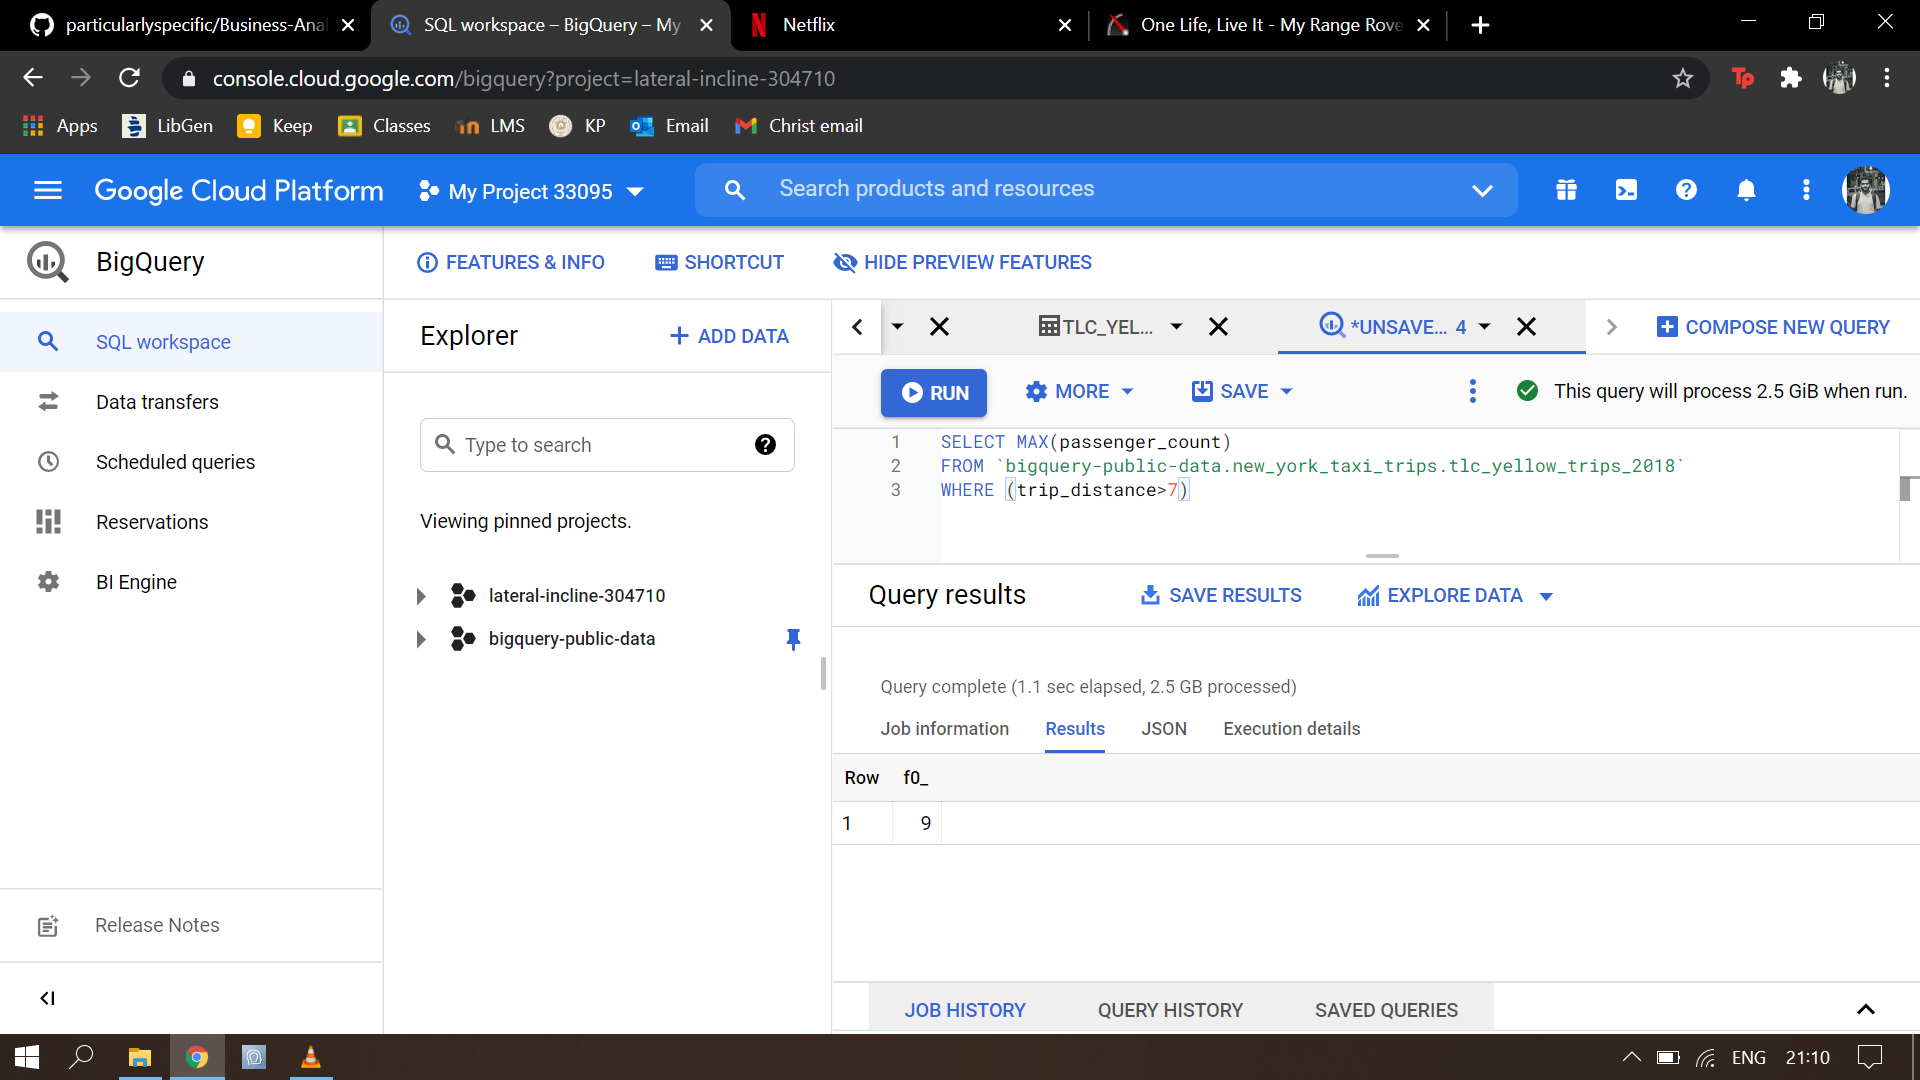 particularlyspecific/Business-Anal
SQL workspace – BigQuery – My
Netflix
One Life, Live It - My Range Rove
console.cloud.google.com/bigquery?project=lateral-incline-304710
Tp
Apps
LibGen
Keep
Classes
LMS
KP
Email
Christ email
Google Cloud Platform
My Project 33095
Search products and resources
BigQuery
FEATURES & INFO
SHORTCUT
HIDE PREVIEW FEATURES
SQL workspace
Data transfers
Scheduled queries
Reservations
BI Engine
Release Notes
Explorer
ADD DATA
Type to search
Viewing pinned projects.
lateral-incline-304710
bigquery-public-data
TLC_YEL...
*UNSAVE... 4
COMPOSE NEW QUERY
RUN
MORE
SAVE
This query will process 2.5 GiB when run.
1 SELECT MAX(passenger_count)
2 FROM `bigquery-public-data.new_york_taxi_trips.tlc_yellow_trips_2018`
3 WHERE (trip_distance>7)
Query results
SAVE RESULTS
EXPLORE DATA
Query complete (1.1 sec elapsed, 2.5 GB processed)
Job information
Results
JSON
Execution details
Row f0_
1 9
JOB HISTORY
QUERY HISTORY
SAVED QUERIES
ENG
21:10